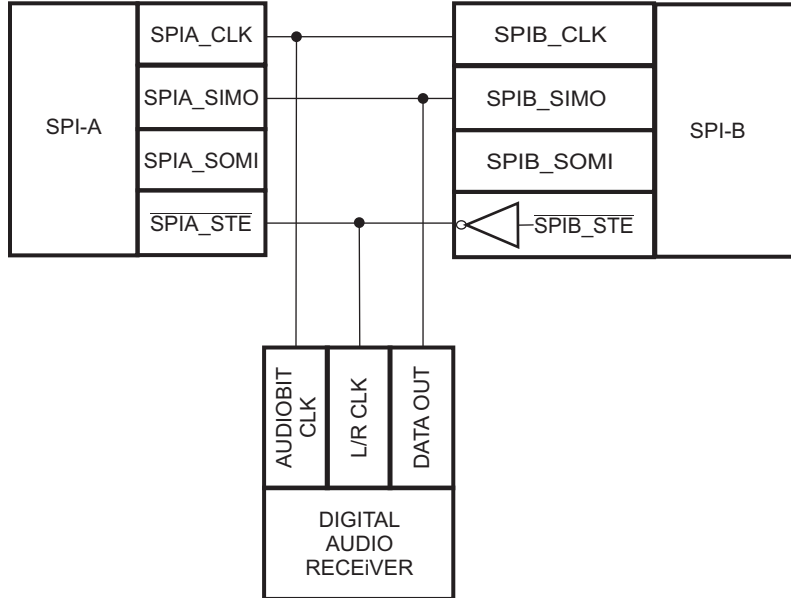 SPI-A
SPIA_CLK
SPIA_SIMO
SPIA_SOMI
SPIA_STE
SPIB_CLK
SPIB_SIMO
SPIB_SOMI
SPIB_STE
SPI-B
AUDIOBIT
CLK
L/R CLK
DATA OUT
DIGITAL
AUDIO
RECEiVER